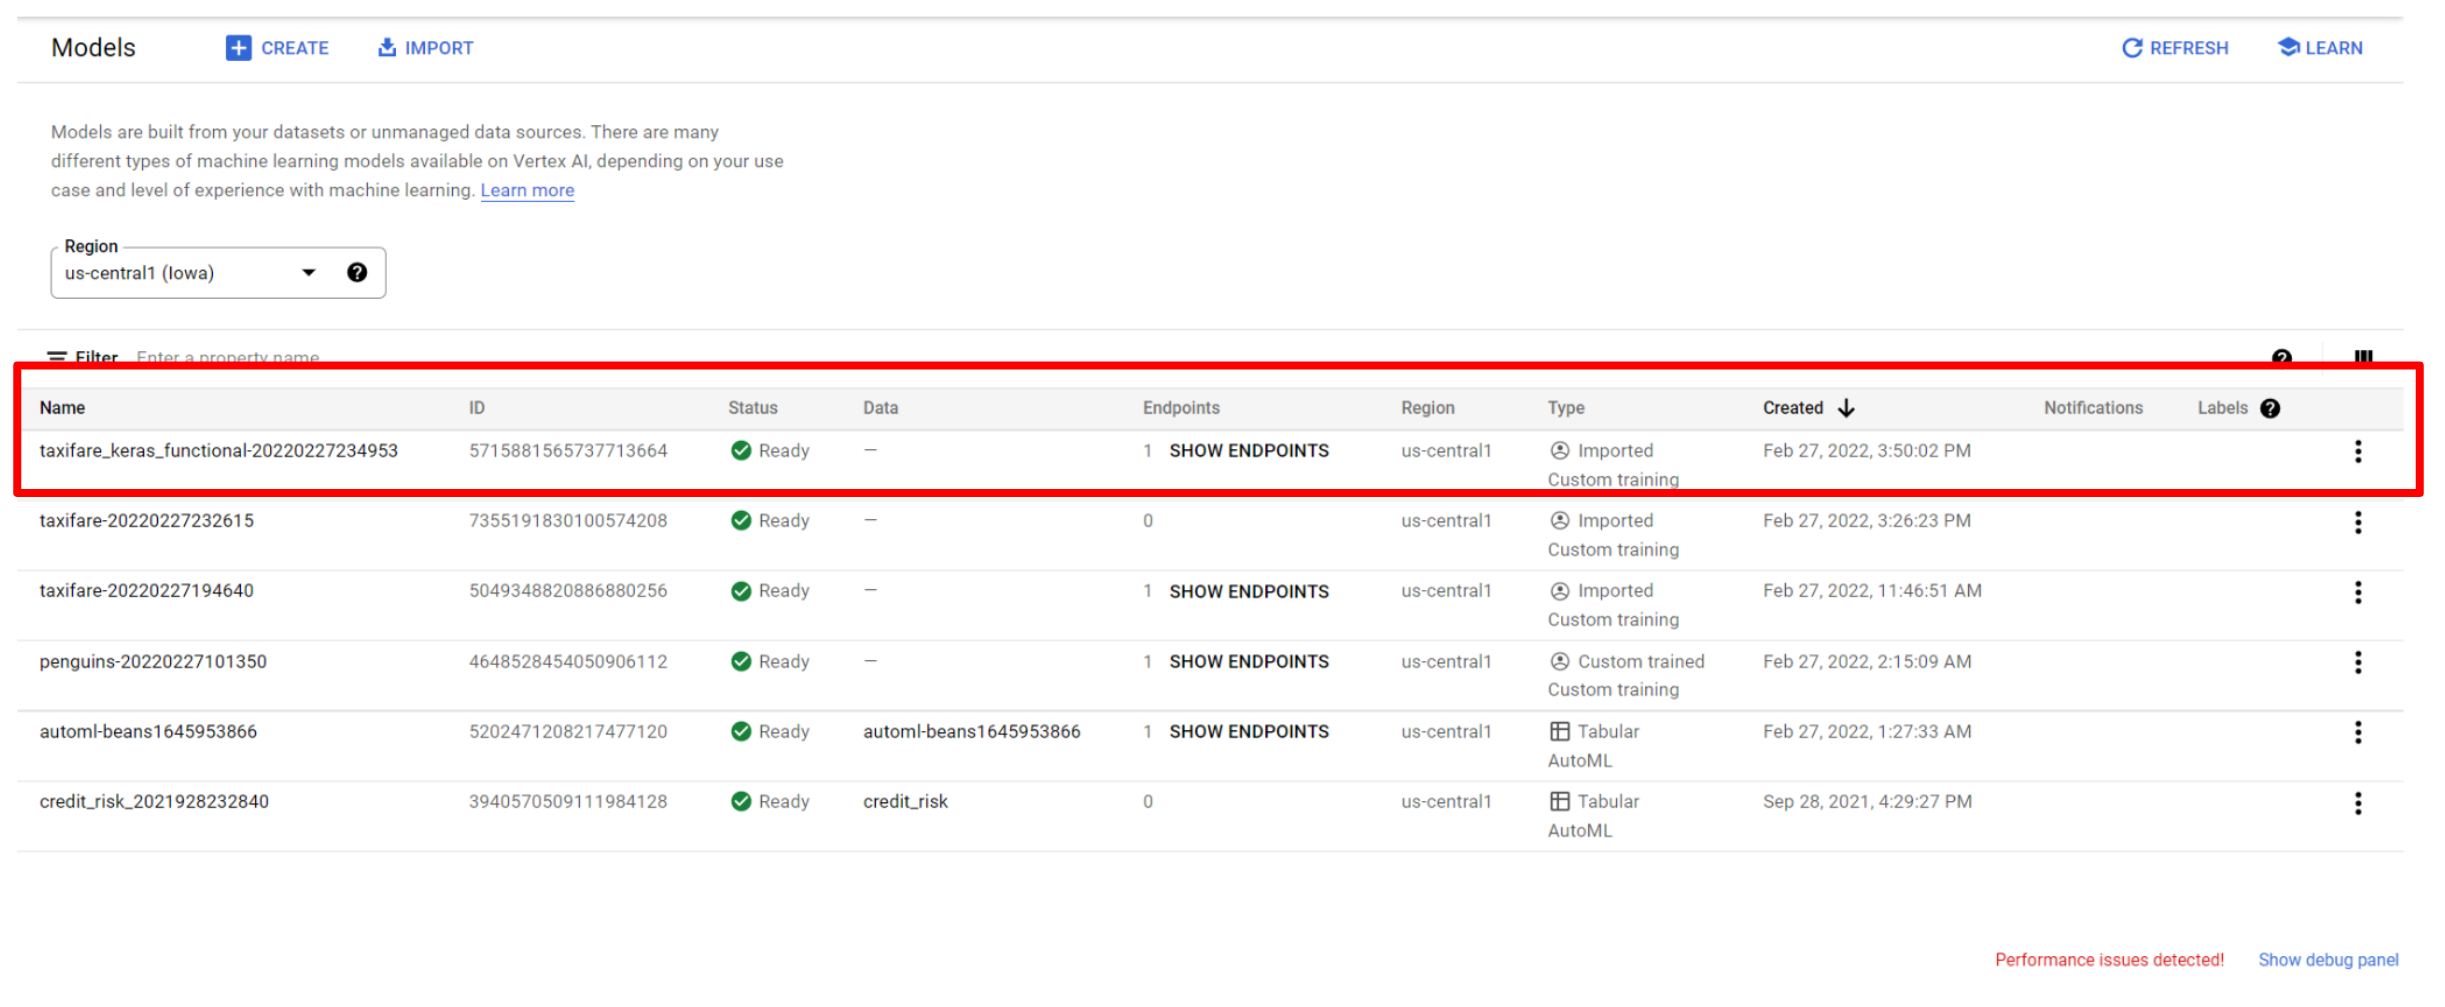 Models CREATE IMPORT REFRESH LEARN
Models are built from your datasets or unmanaged data sources. There are many
different types of machine learning models available on Vertex AI, depending on your use
case and level of experience with machine learning. Learn more
Region
us-central1 (Iowa)
Filter Enter a property name
Name ID Status Data Endpoints Region Type Created Notifications Labels
taxifare_keras_functional-20220227234953 5715881565737713664 Ready — 1 SHOW ENDPOINTS us-central1 Imported Feb 27, 2022, 3:50:02 PM
Custom training
taxifare-20220227232615 7355191830100574208 Ready — 0 us-central1 Imported Feb 27, 2022, 3:26:23 PM
Custom training
taxifare-20220227194640 5049348820886880256 Ready — 1 SHOW ENDPOINTS us-central1 Imported Feb 27, 2022, 11:46:51 AM
Custom training
penguins-20220227101350 4648528454050906112 Ready — 1 SHOW ENDPOINTS us-central1 Custom trained Feb 27, 2022, 2:15:09 AM
Custom training
automl-beans1645953866 5202471208217477120 Ready automl-beans1645953866 1 SHOW ENDPOINTS us-central1 Tabular Feb 27, 2022, 1:27:33 AM
AutoML
credit_risk_2021928232840 3940570509111984128 Ready credit_risk 0 us-central1 Tabular Sep 28, 2021, 4:29:27 PM
AutoML
Performance issues detected! Show debug panel